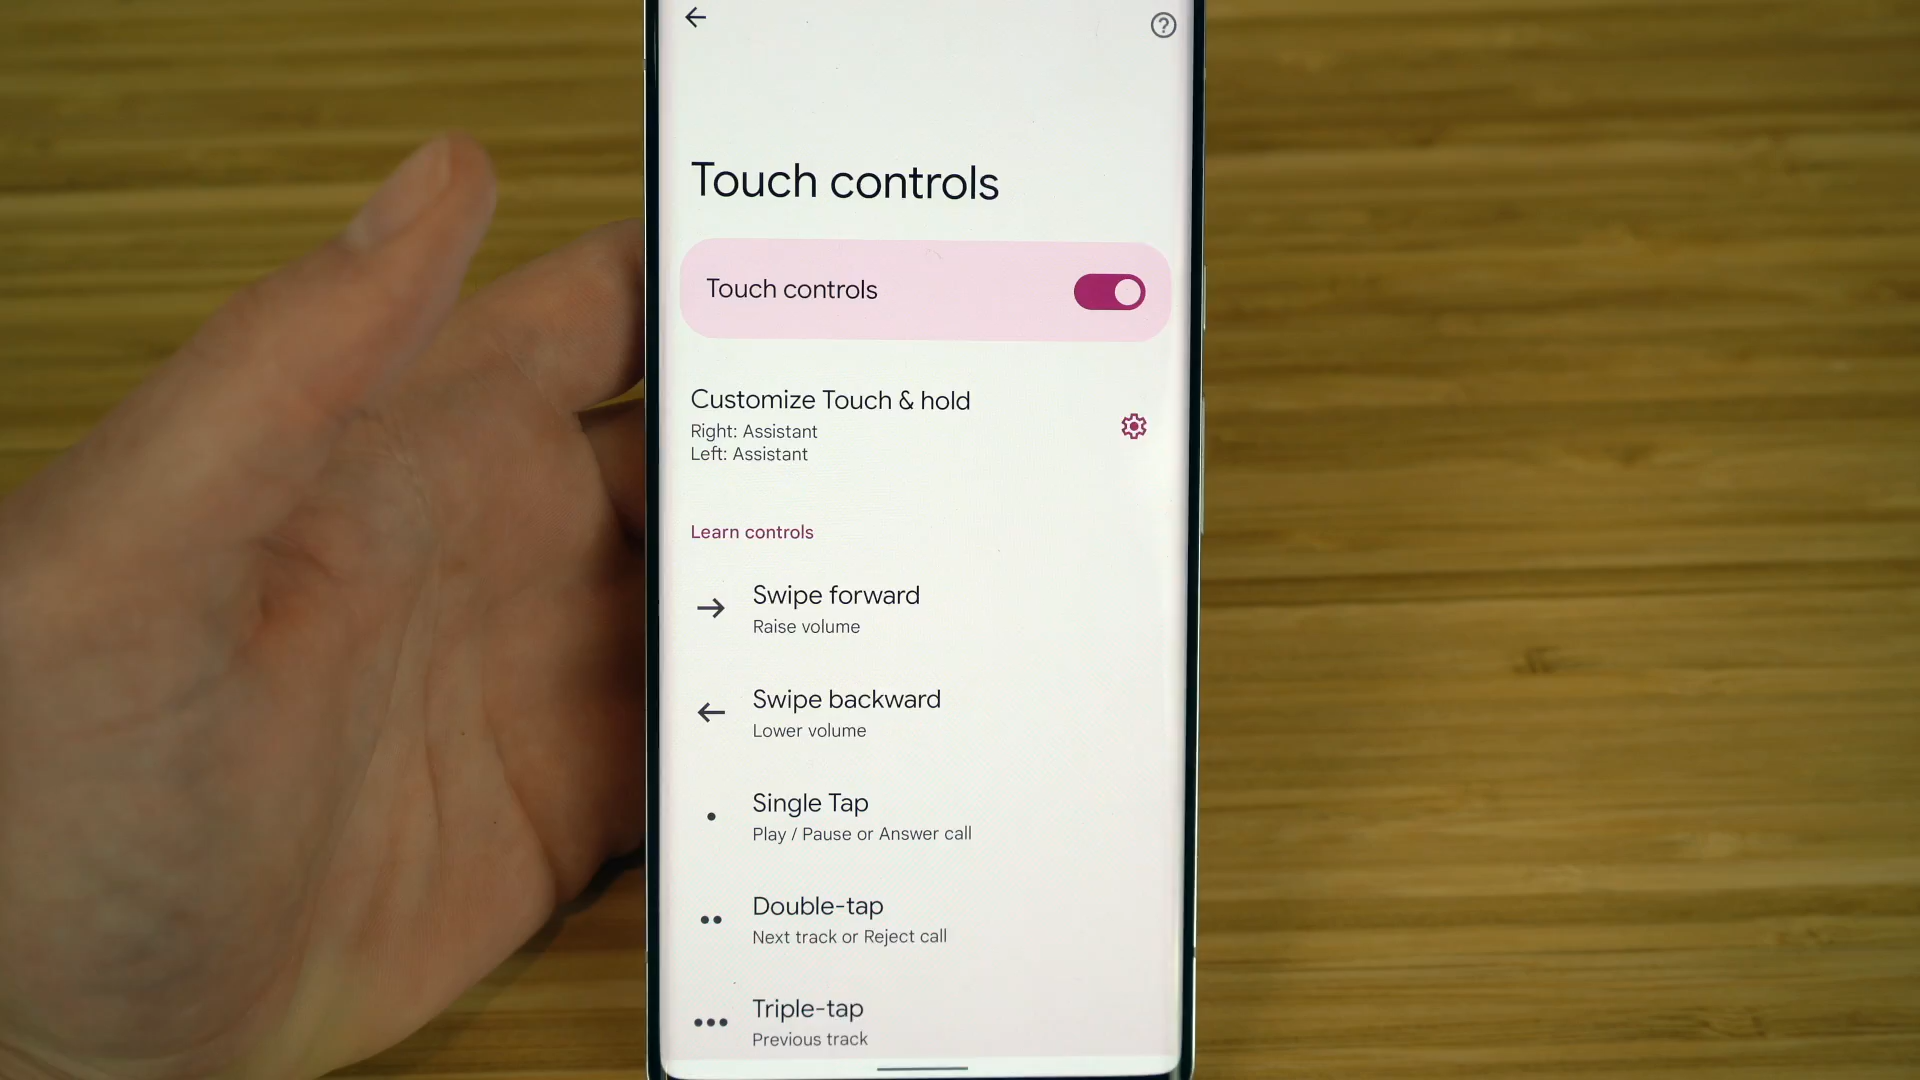 Touch controls
Touch controls
Customize Touch & hold
Right: Assistant
Left: Assistant
Learn controls
Swipe forward
Raise volume
Swipe backward
Lower volume
Single Tap
Play / Pause or Answer call
Double-tap
Next track or Reject call
Triple-tap
Previous track